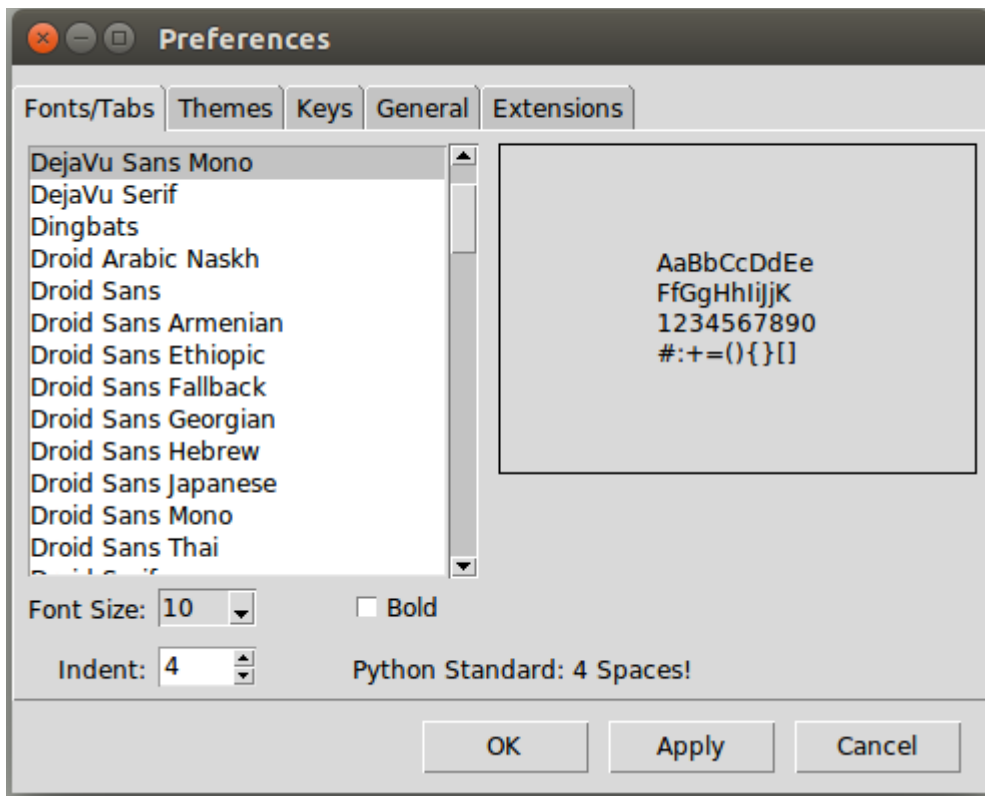 Preferences
Fonts/Tabs Themes Keys General Extensions
DejaVu Sans Mono
DejaVu Serif
Dingbats
Droid Arabic Naskh
Droid Sans
Droid Sans Armenian
Droid Sans Ethiopic
Droid Sans Fallback
Droid Sans Georgian
Droid Sans Hebrew
Droid Sans Japanese
Droid Sans Mono
Droid Sans Thai
AaBbCcDdEe
FfGgHhIiJjK
1234567890
#:+=(){}[]
Font Size: 10 Bold
Indent: 4 Python Standard: 4 Spaces!
OK Apply Cancel